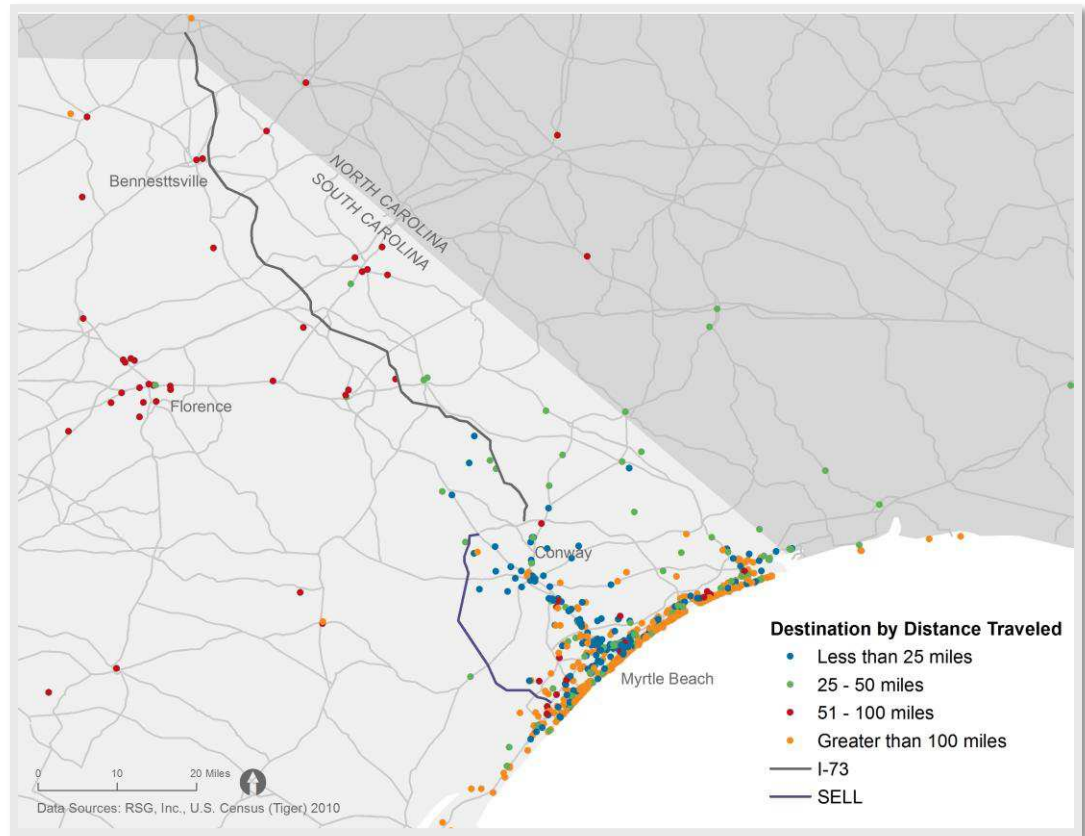 NORTH CAROLINA
SOUTH CAROLINA
Bennesttsville
Florence
Conway
Myrtle Beach
Destination by Distance Traveled
Less than 25 miles
25 - 50 miles
51 - 100 miles
Greater than 100 miles
I-73
SELL
0 10 20 Miles
Data Sources: RSG, Inc., U.S. Census (Tiger) 2010